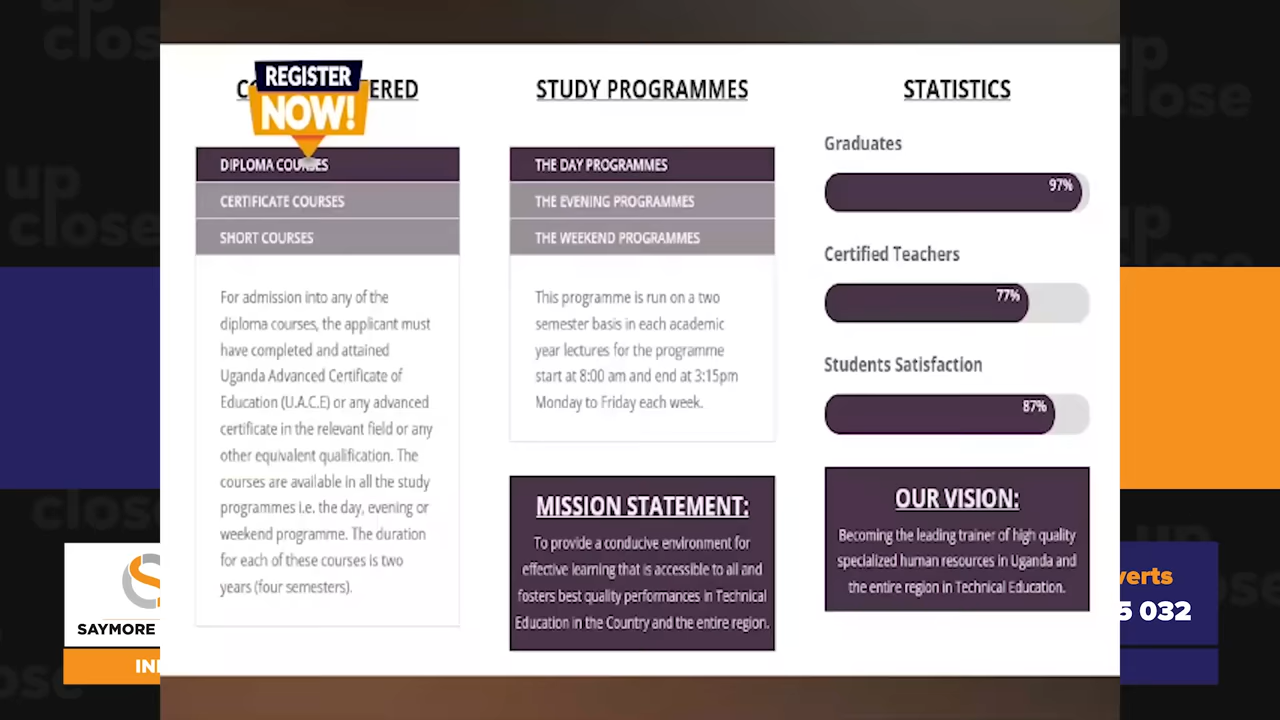 REGISTER
NOW!
ERED
DIPLOMA COURSES
CERTIFICATE COURSES
SHORT COURSES
For admission into any of the
diploma courses, the applicant must
have completed and attained
Uganda Advanced Certificate of
Education (U.A.C.E) or any advanced
certificate in the relevant field or any
other equivalent qualification. The
courses are available in all the study
programmes i.e. the day, evening or
weekend programme. The duration
for each of these courses is two
years (four semesters).
STUDY PROGRAMMES
THE DAY PROGRAMMES
THE EVENING PROGRAMMES
THE WEEKEND PROGRAMMES
This programme is run on a two
semester basis in each academic
year lectures for the programme
start at 8:00 am and end at 3:15pm
Monday to Friday each week.
MISSION STATEMENT:
To provide a conducive environment for
effective learning that is accessible to all and
fosters best quality performances in Technical
Education in the Country and the entire region.
STATISTICS
Graduates
97%
Certified Teachers
77%
Students Satisfaction
87%
OUR VISION:
Becoming the leading trainer of high quality
specialized human resources in Uganda and
the entire region in Technical Education.
up
close
up
close
SAYMORE
verts
5 032